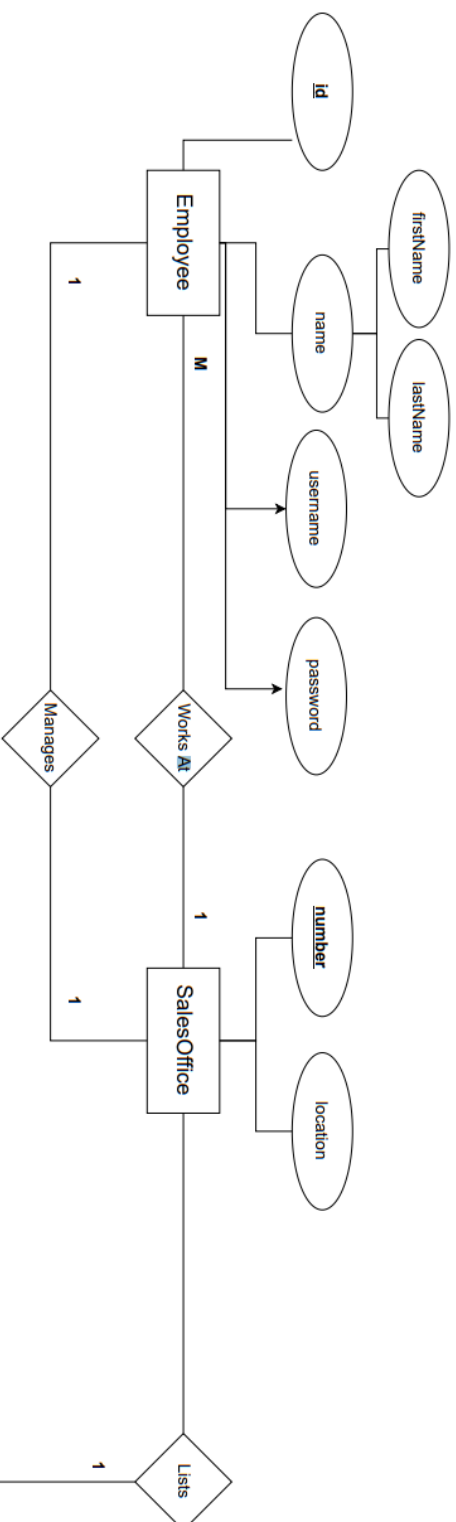 firstName
lastName
id
name
username
password
number
location
Employee
M
Works At
1
SalesOffice
Lists
1
Manages
1
1